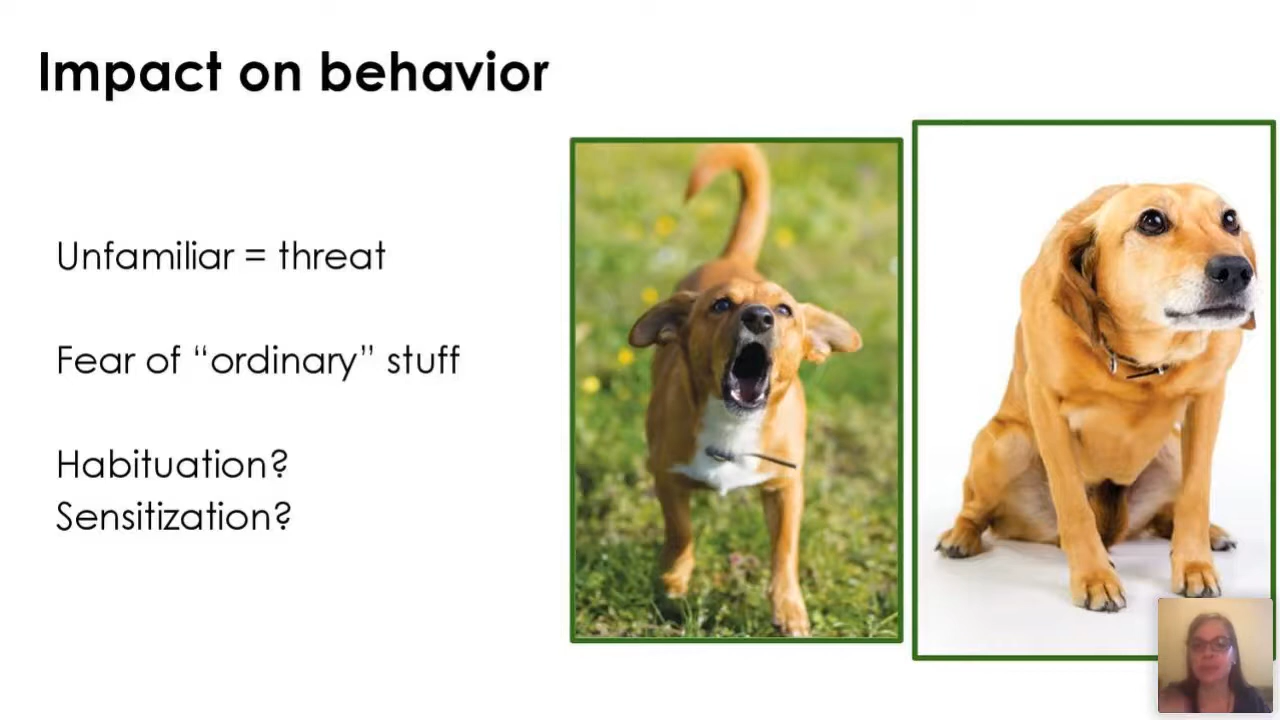 Impact on behavior
Unfamiliar = threat
Fear of “ordinary” stuff
Habituation?
Sensitization?